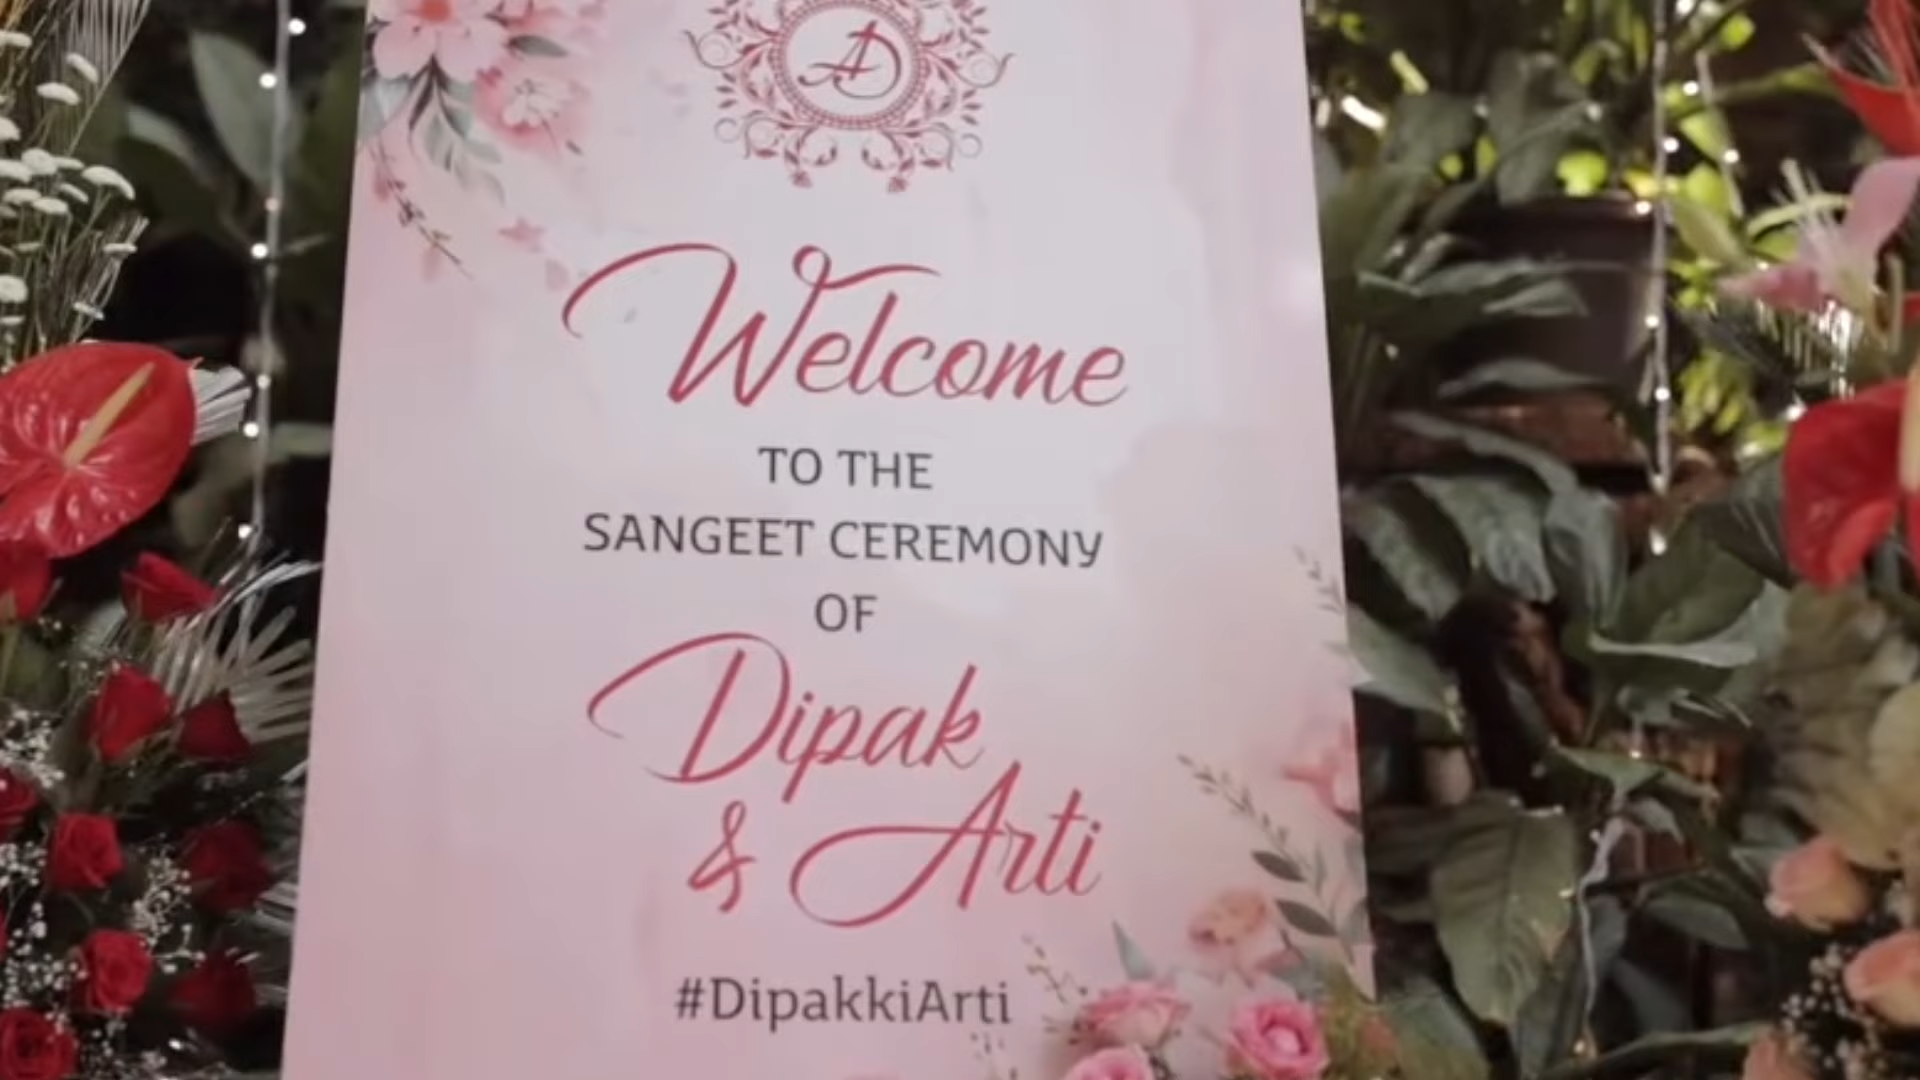 AD
Welcome
TO THE
SANGEET CEREMONY
OF
Dipak
& Arti
#DipakkiArti